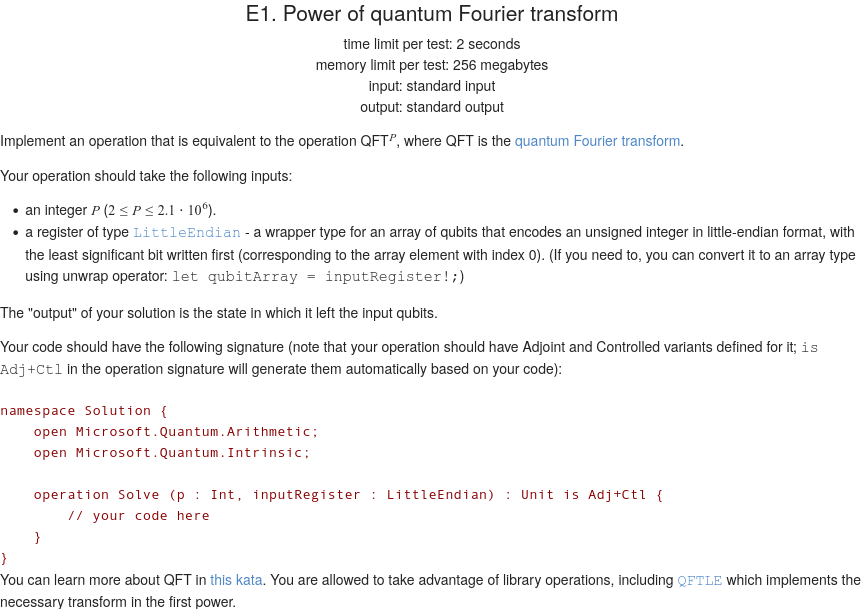 E1. Power of quantum Fourier transform
time limit per test: 2 seconds
memory limit per test: 256 megabytes
input: standard input
output: standard output
Implement an operation that is equivalent to the operation QFT^P, where QFT is the quantum Fourier transform.
Your operation should take the following inputs:
• an integer P (2 ≤ P ≤ 2.1 · 10^6).
• a register of type LittleEndian - a wrapper type for an array of qubits that encodes an unsigned integer in little-endian format, with
the least significant bit written first (corresponding to the array element with index 0). (If you need to, you can convert it to an array type
using unwrap operator: let qubitArray = inputRegister!;)
The "output" of your solution is the state in which it left the input qubits.
Your code should have the following signature (note that your operation should have Adjoint and Controlled variants defined for it; is
Adj+Ctl in the operation signature will generate them automatically based on your code):
namespace Solution {
    open Microsoft.Quantum.Arithmetic;
    open Microsoft.Quantum.Intrinsic;
    operation Solve (p : Int, inputRegister : LittleEndian) : Unit is Adj+Ctl {
        // your code here
    }
}
You can learn more about QFT in this kata. You are allowed to take advantage of library operations, including QFTLE which implements the
necessary transform in the first power.